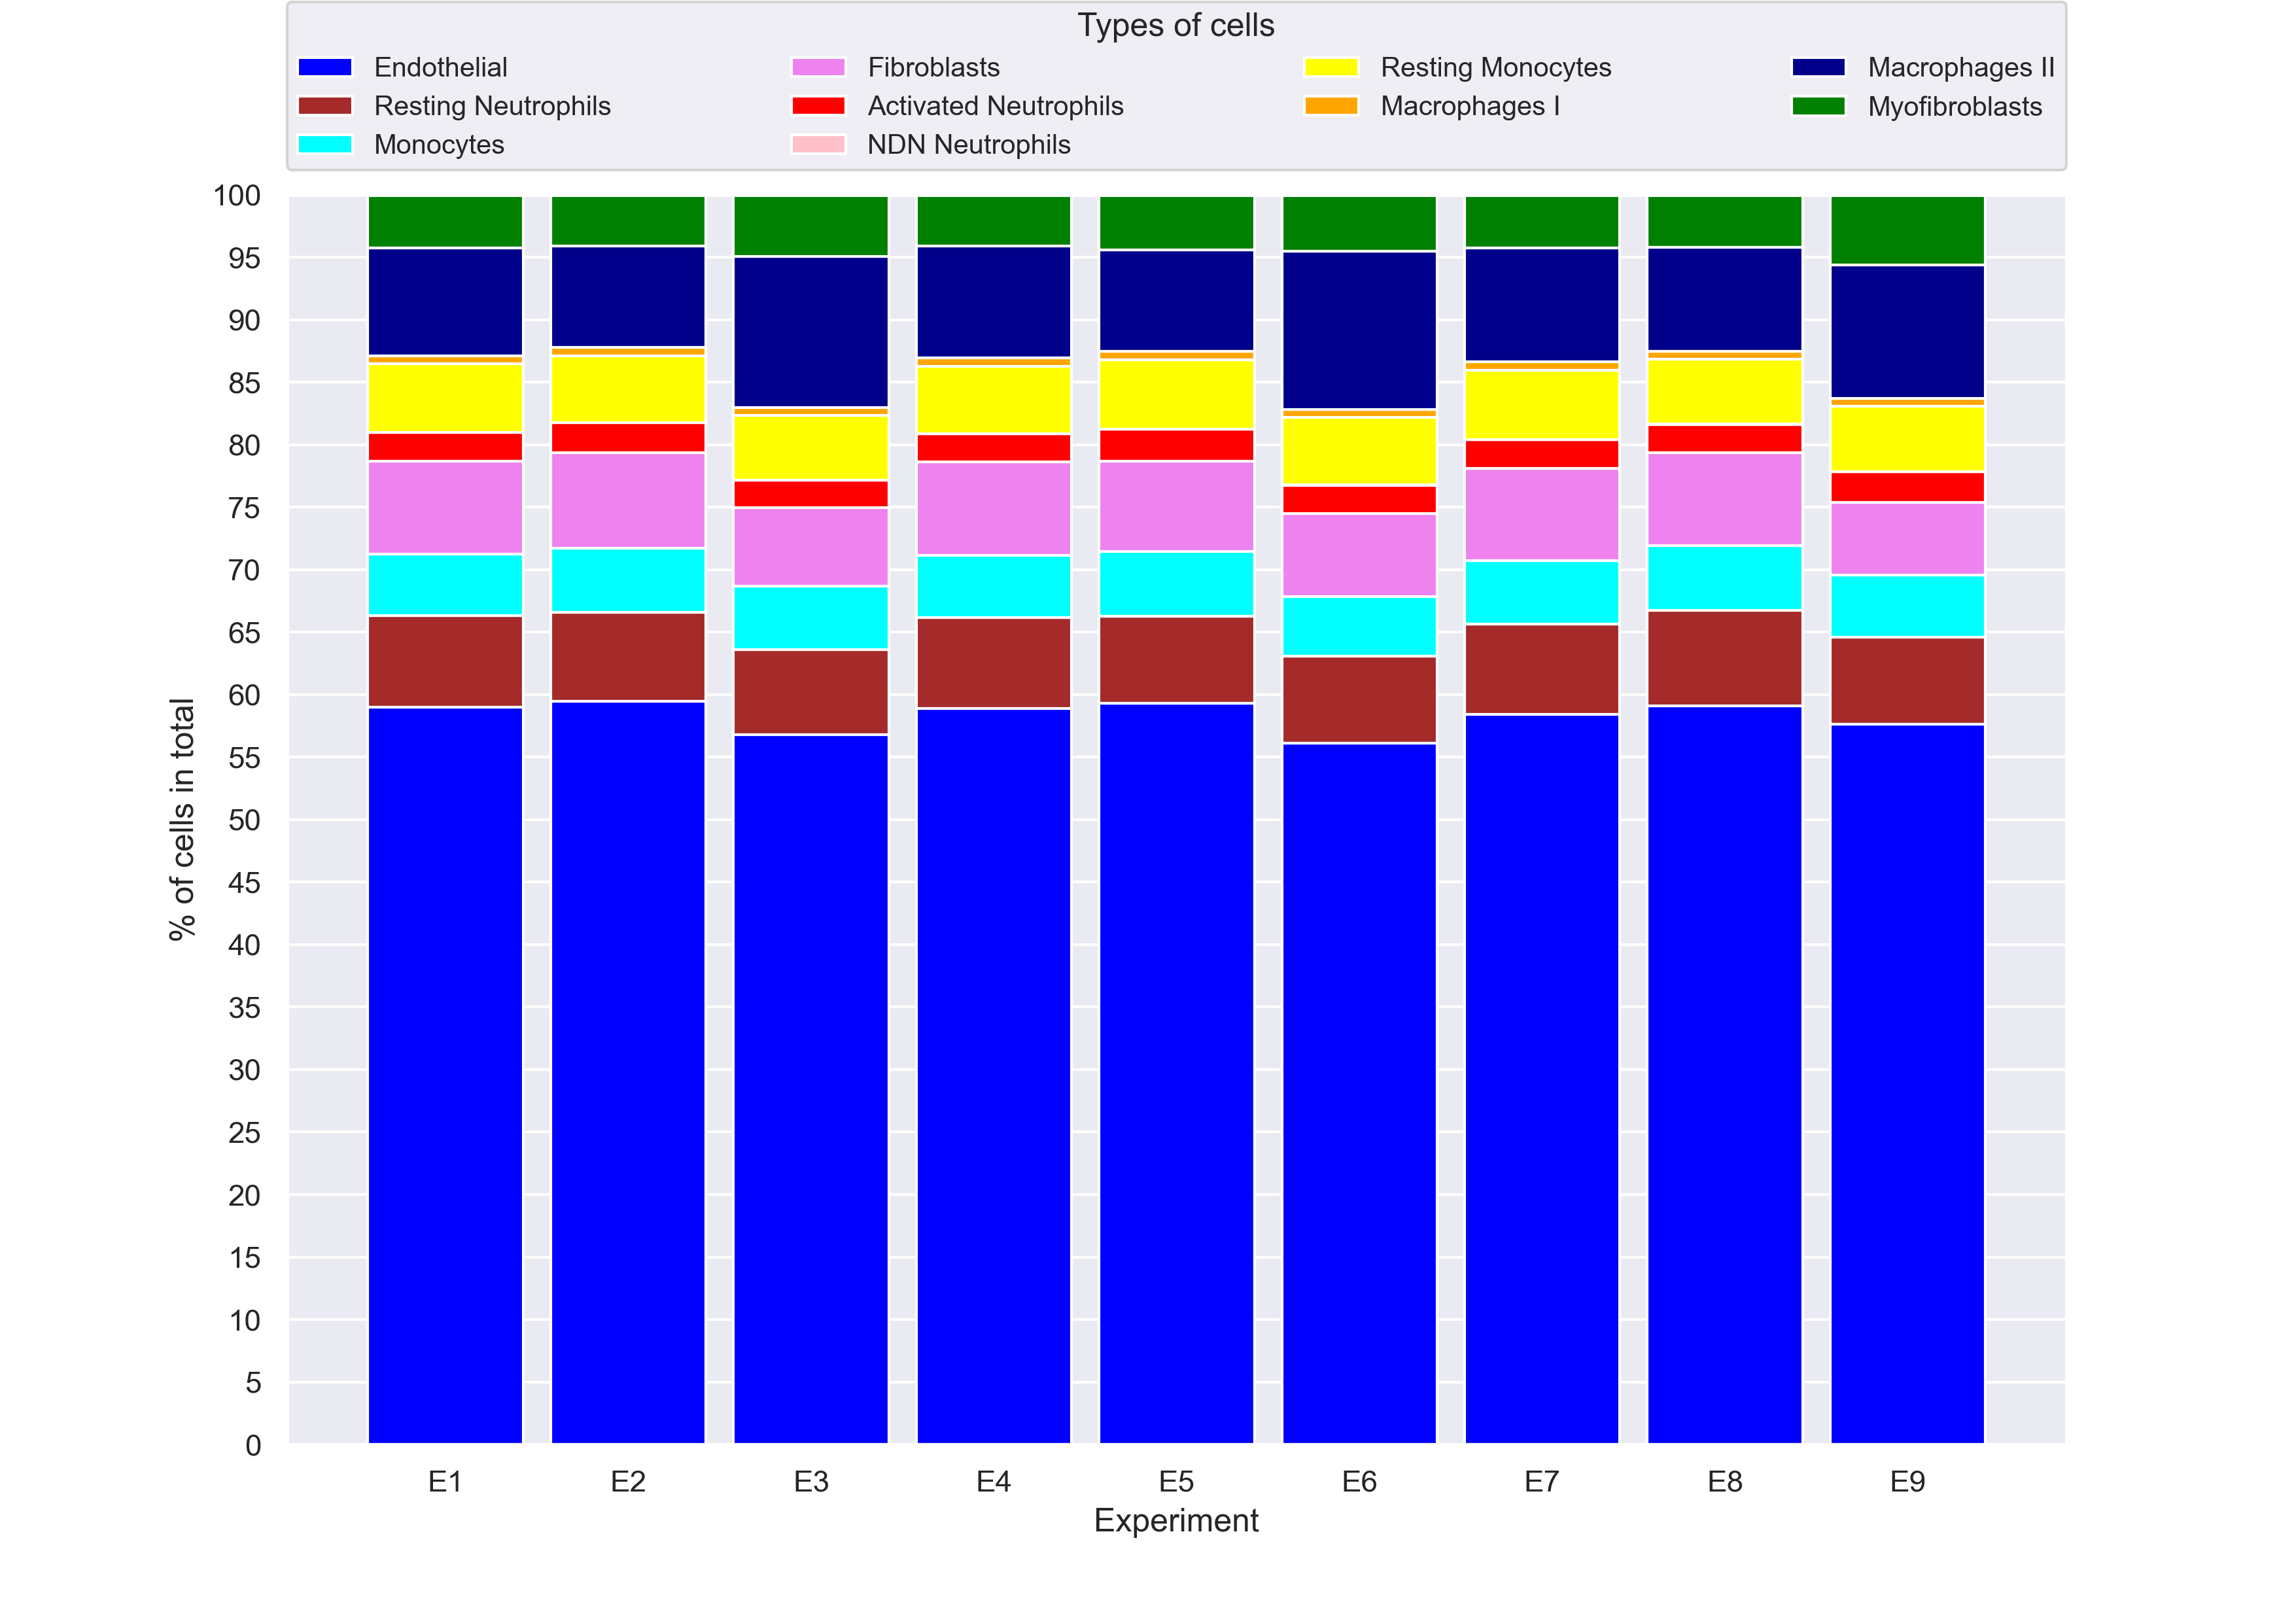 Types of cells
Endothelial
Resting Neutrophils
Monocytes
Fibroblasts
Activated Neutrophils
NDN Neutrophils
Resting Monocytes
Macrophages I
Macrophages II
Myofibroblasts
100
95
90
85
80
75
70
65
60
55
50
45
40
35
30
25
20
15
10
5
0
% of cells in total
E1 E2 E3 E4 E5 E6 E7 E8 E9
Experiment